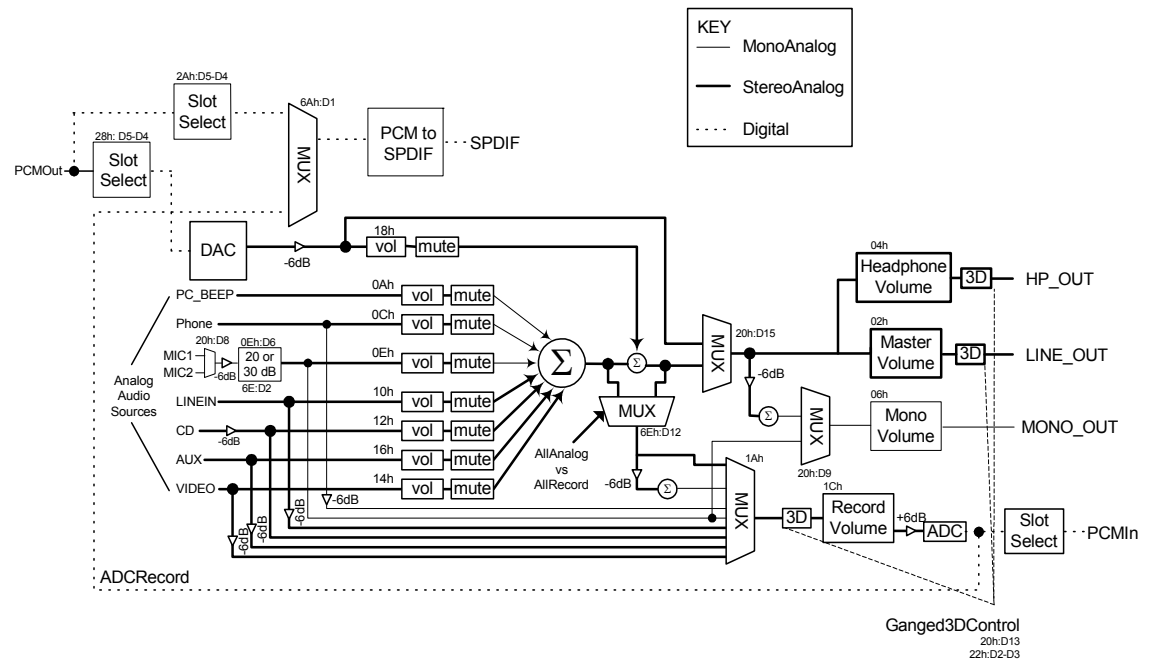 KEY
MonoAnalog
StereoAnalog
Digital
2Ah:D5-D4
Slot
Select
6Ah:D1
MUX
PCM to
SPDIF
SPDIF
28h: D5-D4
Slot
Select
PCMOut
DAC
-6dB
18h
vol
mute
PC_BEEP
0Ah
vol
mute
Phone
0Ch
vol
mute
20h:D8
MIC1
MIC2
-6dB
0Eh:D6
20 or
30 dB
6E:D2
0Eh
vol
mute
Analog
Audio
Sources
LINEIN
10h
vol
mute
CD
-6dB
12h
vol
mute
AUX
16h
vol
mute
VIDEO
14h
vol
mute
Σ
Σ
MUX
6Eh:D12
AllAnalog
vs
AllRecord
MUX
20h:D15
-6dB
Σ
MUX
20h:D9
04h
Headphone
Volume
3D
HP_OUT
02h
Master
Volume
3D
LINE_OUT
06h
Mono
Volume
MONO_OUT
-6dB
Σ
-6dB
-6dB
-6dB
-6dB
1Ah
MUX
3D
1Ch
Record
Volume
+6dB
ADC
Slot
Select
PCMIn
ADCRecord
Ganged3DControl
20h:D13
22h:D2-D3